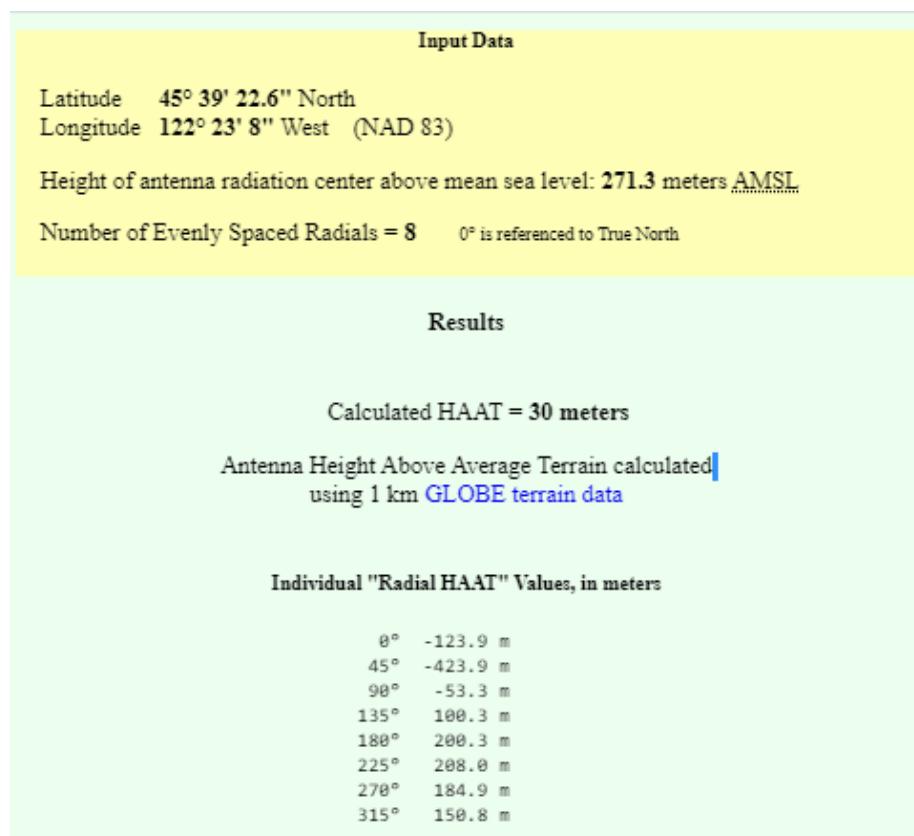 Input Data
Latitude 45° 39' 22.6" North
Longitude 122° 23' 8" West (NAD 83)
Height of antenna radiation center above mean sea level: 271.3 meters AMSL
Number of Evenly Spaced Radials = 8 0° is referenced to True North
Results
Calculated HAAT = 30 meters
Antenna Height Above Average Terrain calculated
using 1 km GLOBE terrain data
Individual "Radial HAAT" Values, in meters
0° -123.9 m
45° -423.9 m
90° -53.3 m
135° 100.3 m
180° 200.3 m
225° 208.0 m
270° 184.9 m
315° 150.8 m